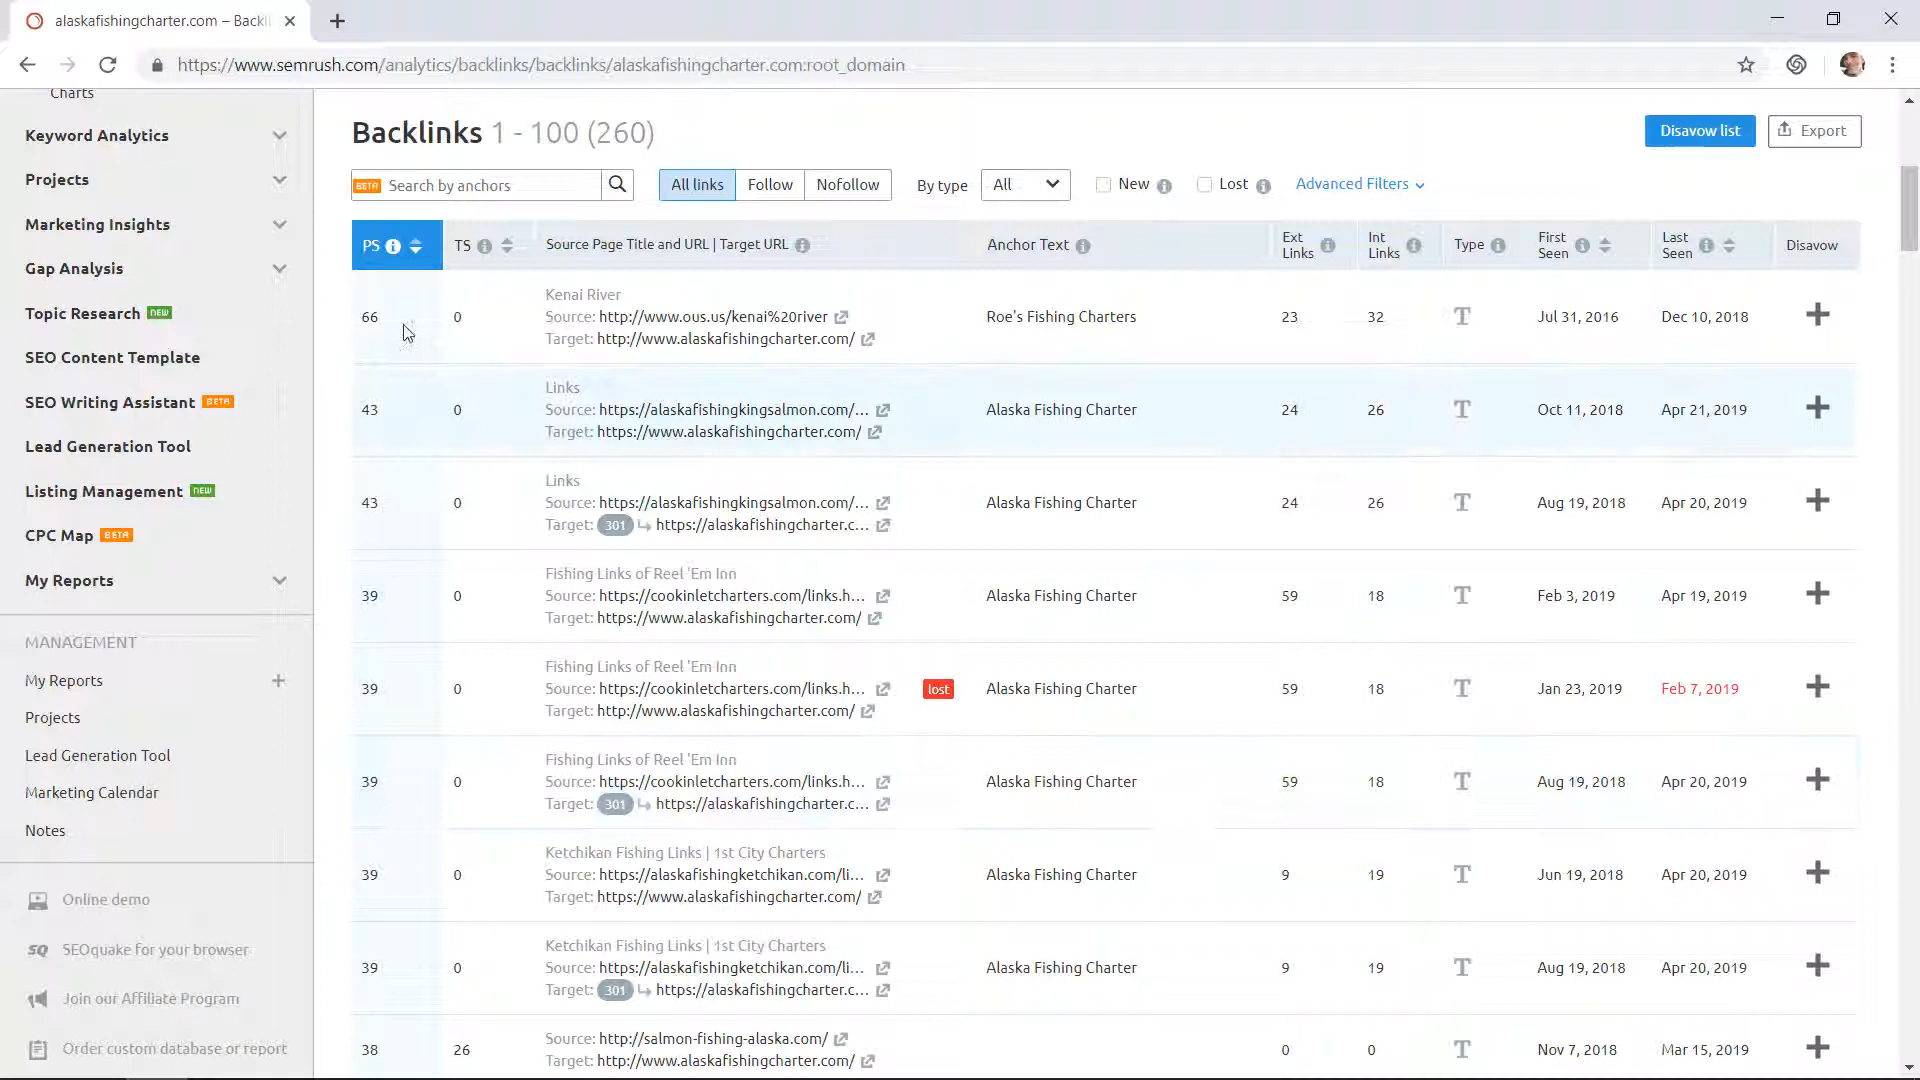 alaskafishingcharter.com – Backli
https://www.semrush.com/analytics/backlinks/backlinks/alaskafishingcharter.com:root_domain
Charts
Keyword Analytics
Projects
Marketing Insights
Gap Analysis
Topic Research NEW
SEO Content Template
SEO Writing Assistant BETA
Lead Generation Tool
Listing Management NEW
CPC Map BETA
My Reports
MANAGEMENT
My Reports
Projects
Lead Generation Tool
Marketing Calendar
Notes
Online demo
SQ SEOquake for your browser
Join our Affiliate Program
Order custom database or report
Backlinks 1 - 100 (260)
Disavow list
Export
BETA Search by anchors
All links Follow Nofollow
By type All
New
Lost
Advanced Filters
PS TS Source Page Title and URL | Target URL Anchor Text Ext Links Int Links Type First Seen Last Seen Disavow
Kenai River
66 0 Source: http://www.ous.us/kenai%20river Roe's Fishing Charters 23 32 T Jul 31, 2016 Dec 10, 2018
Target: http://www.alaskafishingcharter.com/
Links
43 0 Source: https://alaskafishingkingsalmon.com/... Alaska Fishing Charter 24 26 T Oct 11, 2018 Apr 21, 2019
Target: https://www.alaskafishingcharter.com/
Links
43 0 Source: https://alaskafishingkingsalmon.com/... Alaska Fishing Charter 24 26 T Aug 19, 2018 Apr 20, 2019
Target: 301 https://alaskafishingcharter.c...
Fishing Links of Reel 'Em Inn
39 0 Source: https://cookinletcharters.com/links.h... Alaska Fishing Charter 59 18 T Feb 3, 2019 Apr 19, 2019
Target: https://www.alaskafishingcharter.com/
Fishing Links of Reel 'Em Inn
39 0 Source: https://cookinletcharters.com/links.h... lost Alaska Fishing Charter 59 18 T Jan 23, 2019 Feb 7, 2019
Target: http://www.alaskafishingcharter.com/
Fishing Links of Reel 'Em Inn
39 0 Source: https://cookinletcharters.com/links.h... Alaska Fishing Charter 59 18 T Aug 19, 2018 Apr 20, 2019
Target: 301 https://alaskafishingcharter.c...
Ketchikan Fishing Links | 1st City Charters
39 0 Source: https://alaskafishingketchikan.com/li... Alaska Fishing Charter 9 19 T Jun 19, 2018 Apr 20, 2019
Target: https://www.alaskafishingcharter.com/
Ketchikan Fishing Links | 1st City Charters
39 0 Source: https://alaskafishingketchikan.com/li... Alaska Fishing Charter 9 19 T Aug 19, 2018 Apr 20, 2019
Target: 301 https://alaskafishingcharter.c...
38 26 Source: http://salmon-fishing-alaska.com/ 0 0 T Nov 7, 2018 Mar 15, 2019
Target: http://www.alaskafishingcharter.com/